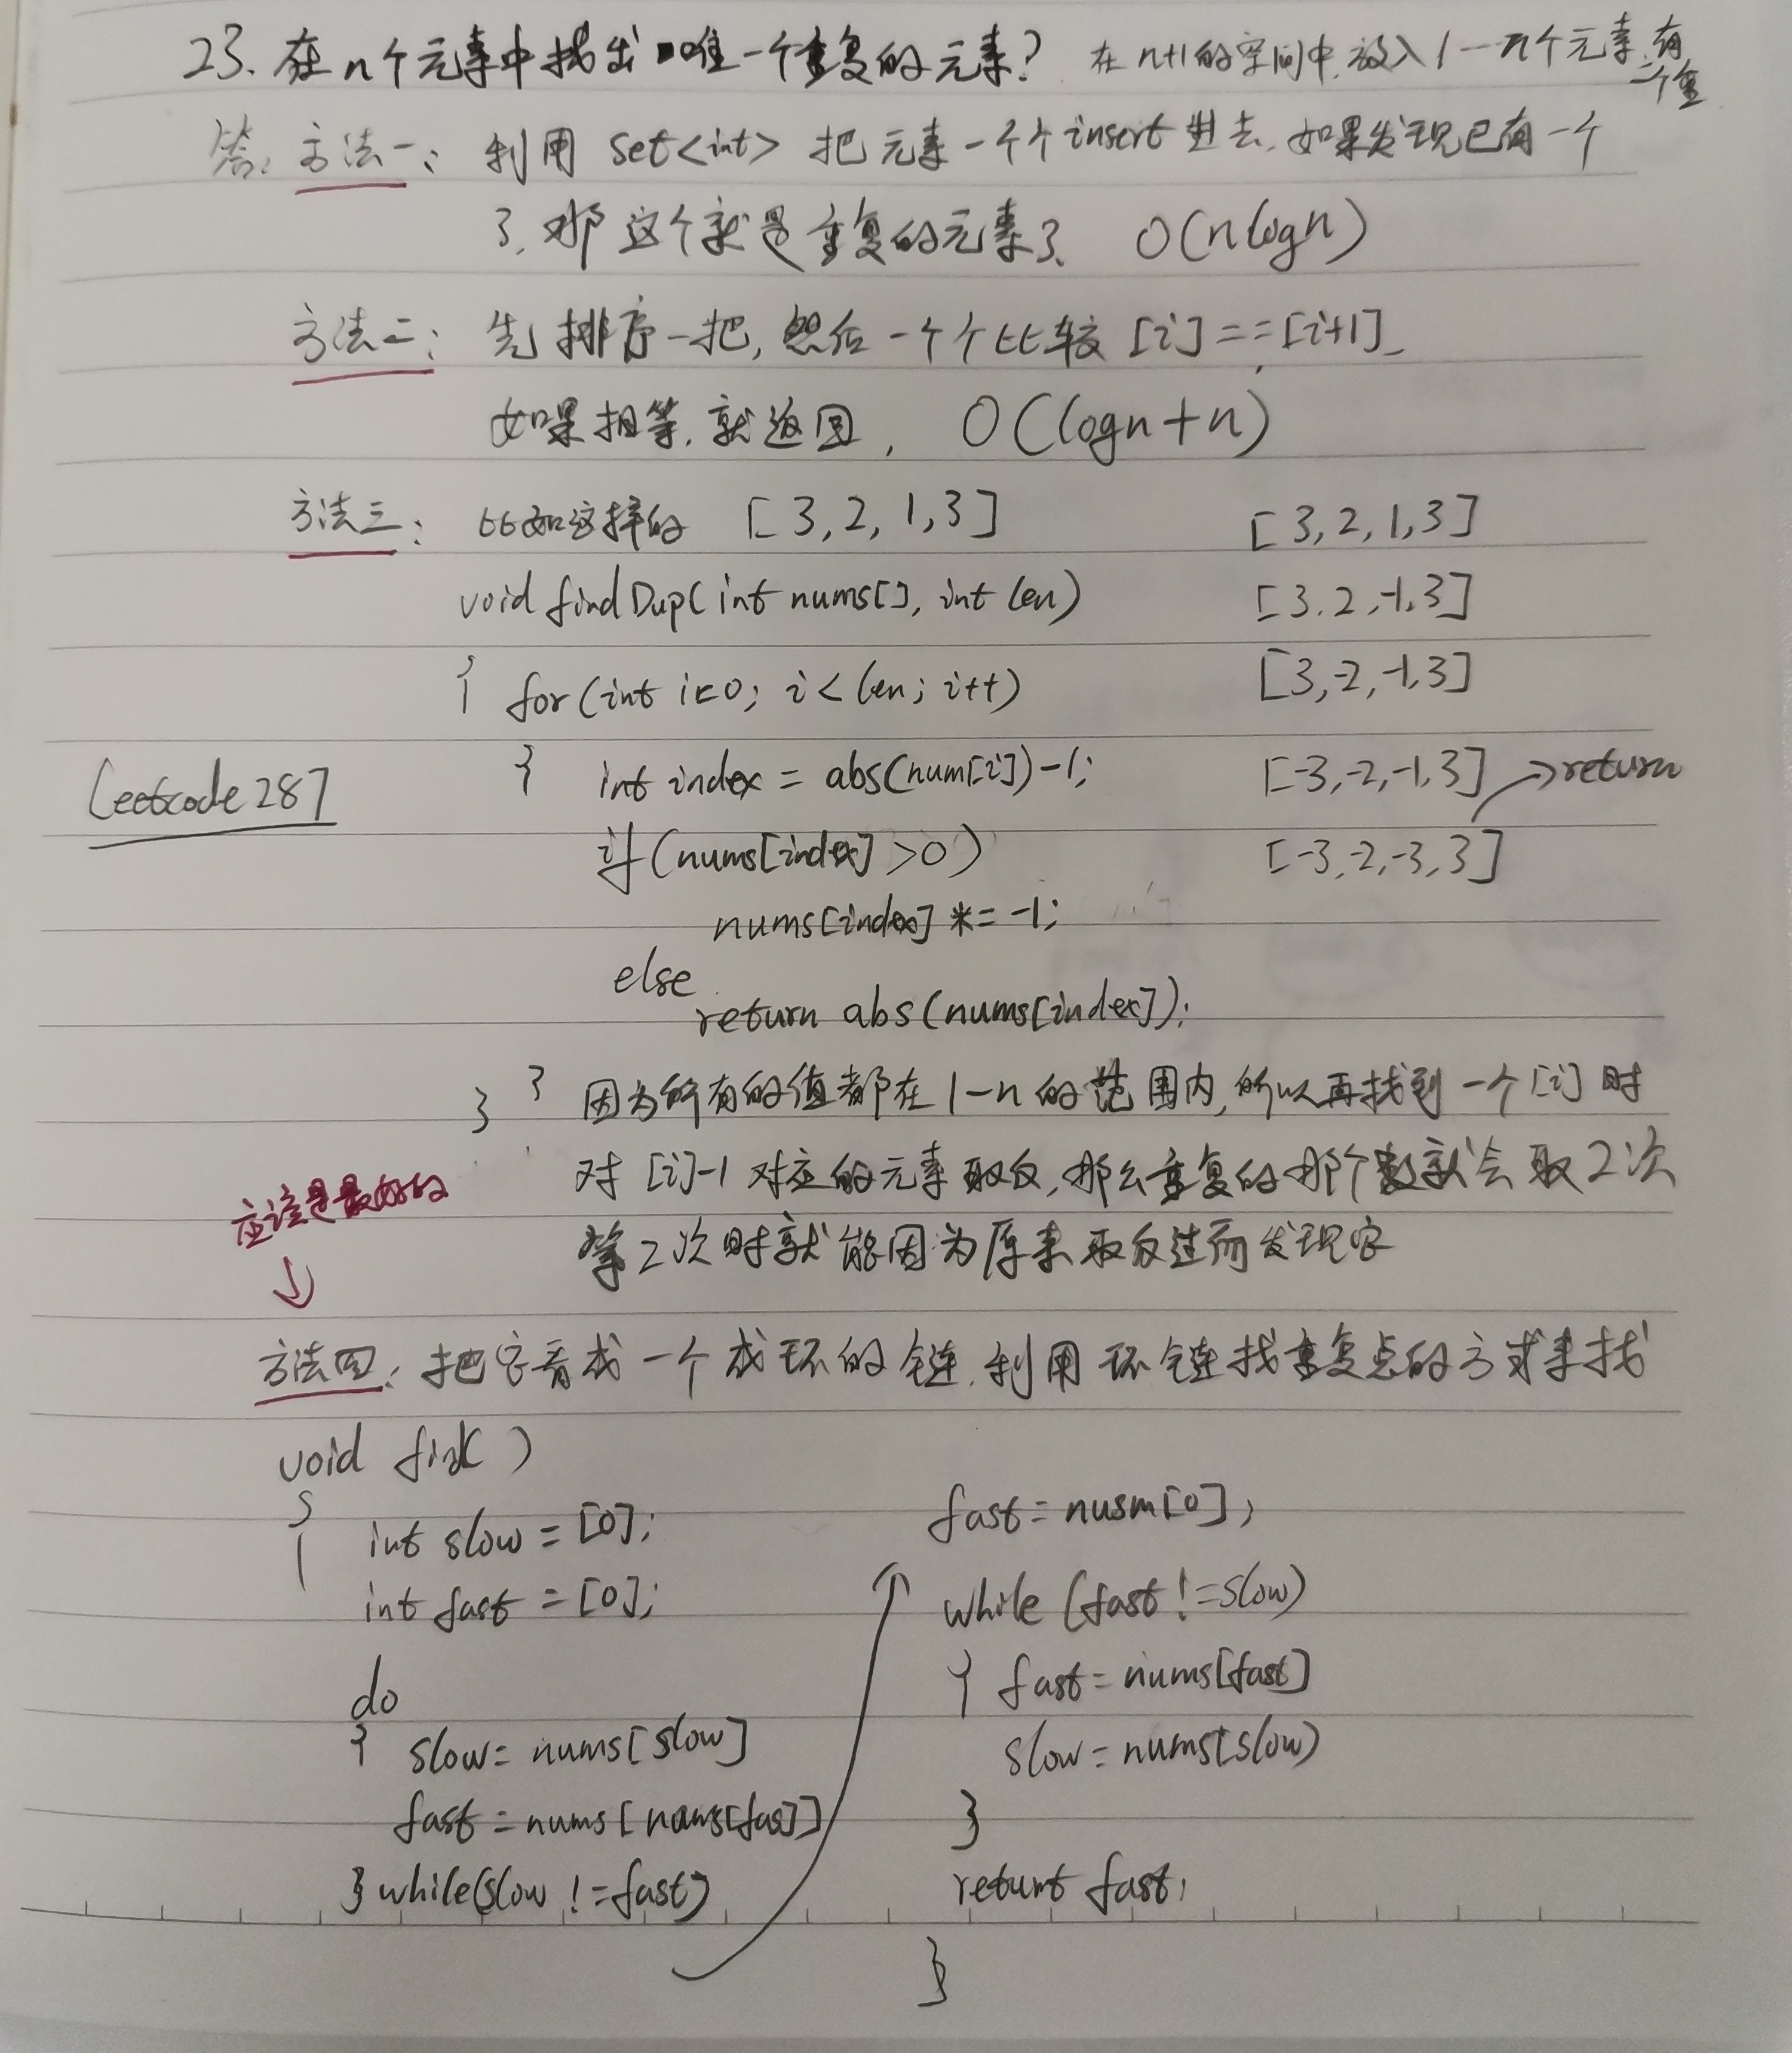 23. 在n个元素中找出唯一个重复的元素? 在n+1的空间中,放入1—n个元素,有一个重
答: 方法一: 利用 set<int> 把元素一个个insert进去,如果发现已有一个
了,那这个就是重复的元素了. O(nlogn)
方法二: 先排序一把,然后一个个比较[i]==[i+1]
如果相等,就返回, O(logn+n)
方法三: 比如这样的 [3,2,1,3] [3,2,1,3]
void findDup(int nums[], int len) [3,2,-1,3]
{ for(int i=0; i<len; i++) [3,-2,-1,3]
Leetcode 287 { int index = abs(num[i])-1; [-3,-2,-1,3] →return
if(nums[index]>0) [-3,-2,-3,3]
nums[index] *= -1;
else
return abs(nums[index]);
} } 因为所有的值都在1-n的范围内,所以再找到一个[i]时
对[i]-1对应的元素取反,那么重复的那个数就会取2次
应该是最好的 第2次时就能因为原来取反过而发现它
↓
方法四: 把它看成一个成环的链,利用环链找重复点的方式来找
void find( )
{ int slow = [0];
int fast = [0];
do
{ slow= nums[slow]
fast = nums[nums[fas]]
} while(slow !=fast)
fast = nusm[0];
while (fast !=slow)
{ fast = nums[fast]
slow = nums[slow)
}
return fast;
}